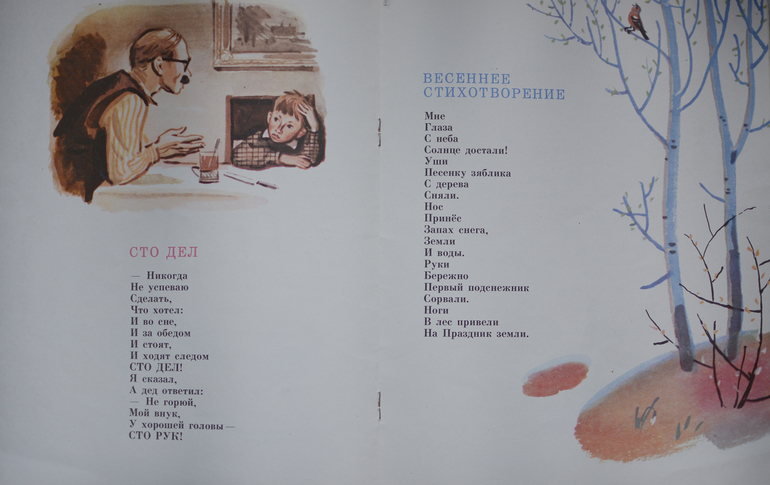 СТО ДЕЛ
— Никогда
Не успеваю
Сделать,
Что хотел:
И во сне,
И за обедом
И стоят,
И ходят следом
СТО ДЕЛ!
Я сказал,
А дед ответил:
— Не горюй,
Мой внук,
У хорошей головы —
СТО РУК!
ВЕСЕННЕЕ
СТИХОТВОРЕНИЕ
Мне
Глаза
С неба
Солнце достали!
Уши
Песенку зяблика
С дерева
Сняли.
Нос
Принёс
Запах снега,
Земли
И воды.
Руки
Бережно
Первый подснежник
Сорвали.
Ноги
В лес привели
На Праздник земли.